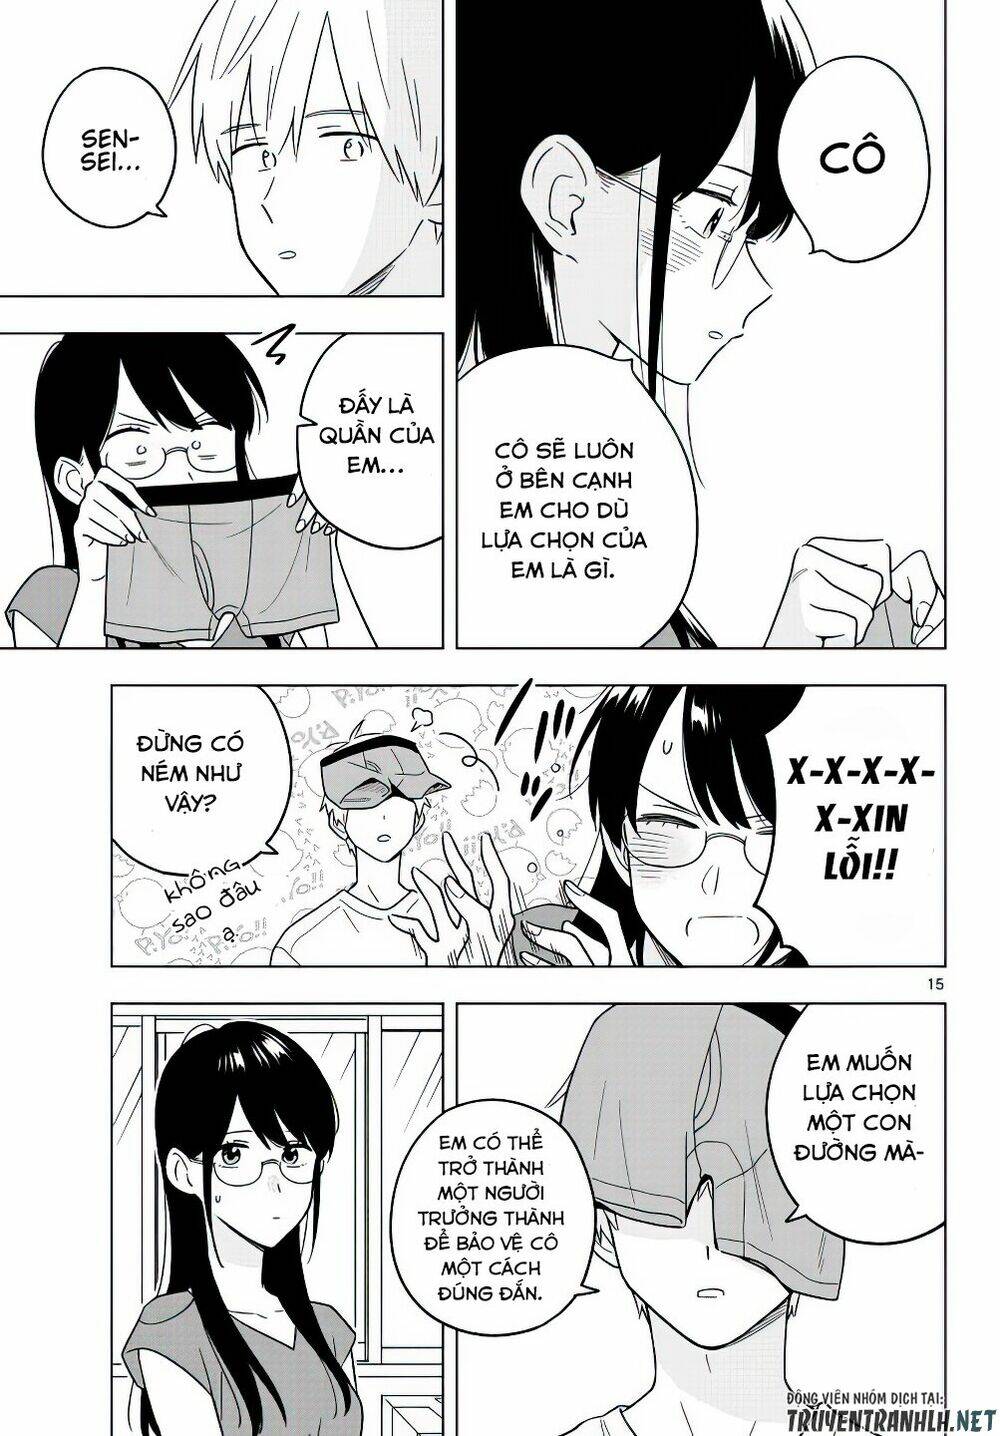 CÔ
CÔ SẼ LUÔN
Ở BÊN CẠNH
EM CHO DÙ
LỰA CHỌN CỦA
EM LÀ GÌ.
SEN-
SEI...
ĐẤY LÀ
QUẦN CỦA
EM...
X-X-X-X-
X-XIN
LỖI!!
ĐỪNG CÓ
NÉM NHƯ
VẬY?
không
sao đâu
ạ
15
EM MUỐN
LỰA CHỌN
MỘT CON
ĐƯỜNG MÀ-
EM CÓ THỂ
TRỞ THÀNH
MỘT NGƯỜI
TRƯỞNG THÀNH
ĐỂ BẢO VỆ CÔ
MỘT CÁCH
ĐÚNG ĐẮN.
ĐỘNG VIÊN NHÓM DỊCH TẠI:
TRUYENTRANHLH.NET